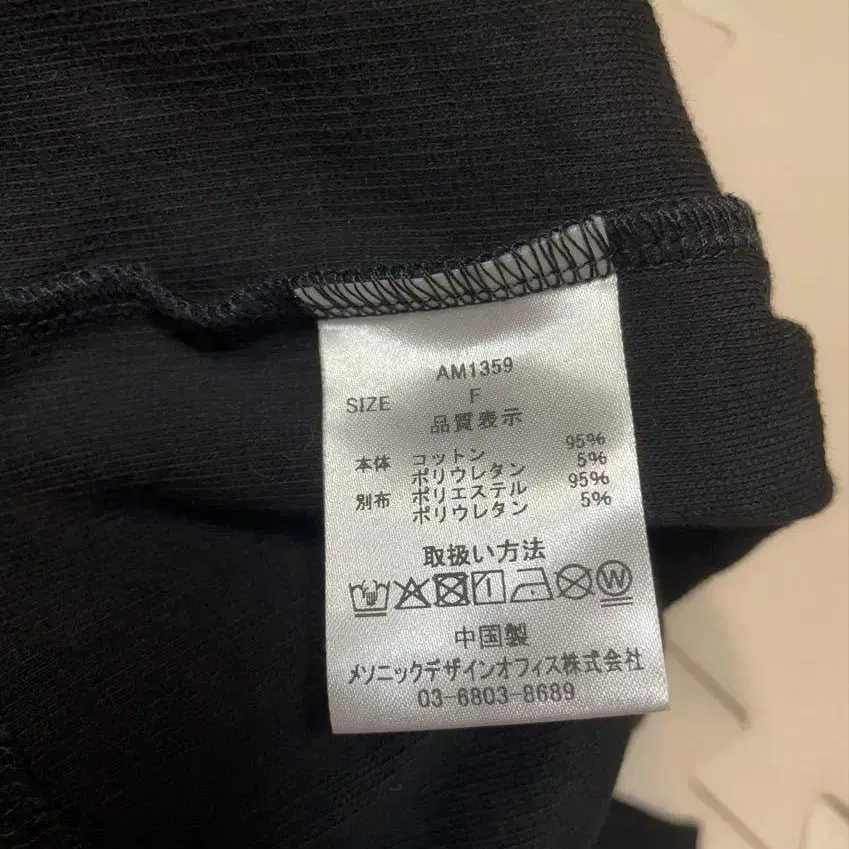 AM1359
SIZE F
品質表示
本体 コットン 95%
ポリウレタン 5%
別布 ポリエステル 95%
ポリウレタン 5%
取扱い方法
W
中国製
メソニックデザインオフィス株式会社
03-6803-8689